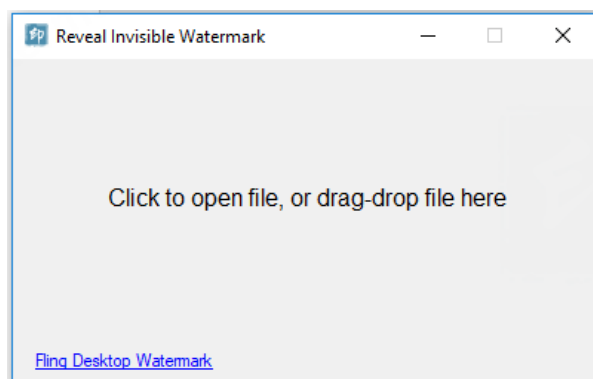 Reveal Invisible Watermark
Click to open file, or drag-drop file here
Fling Desktop Watermark